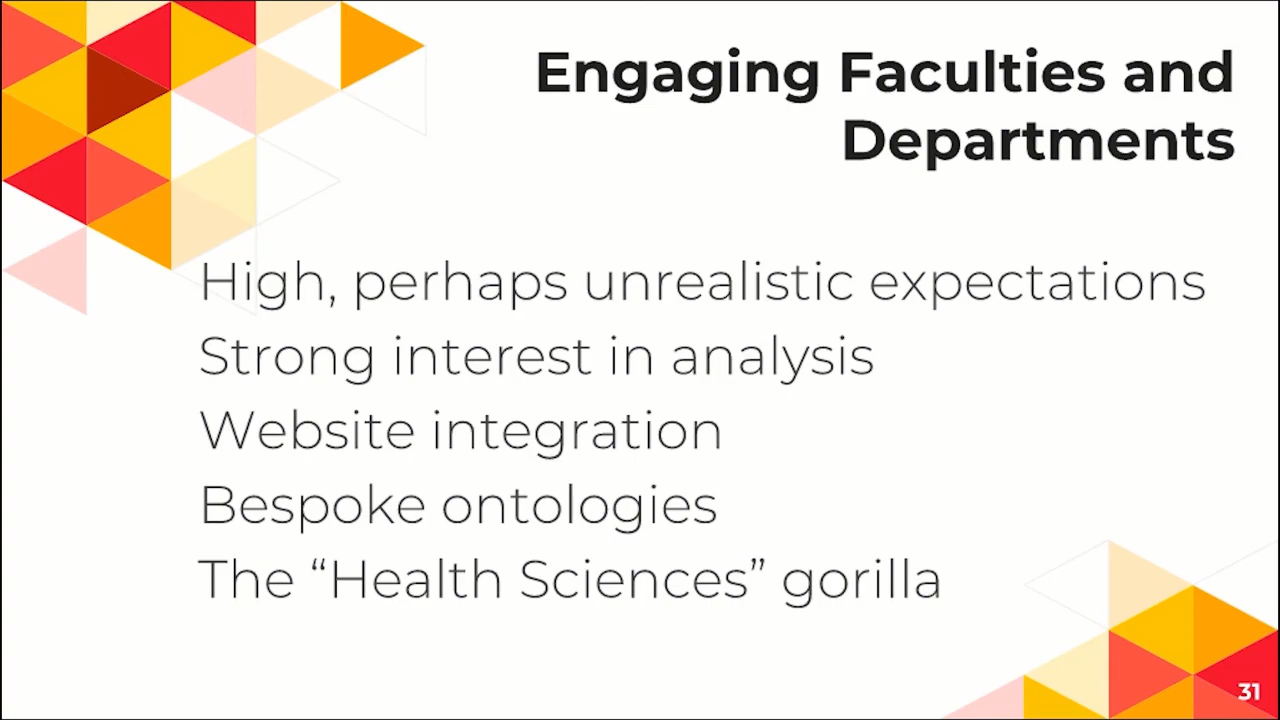 Engaging Faculties and
Departments
High, perhaps unrealistic expectations
Strong interest in analysis
Website integration
Bespoke ontologies
The “Health Sciences” gorilla
31